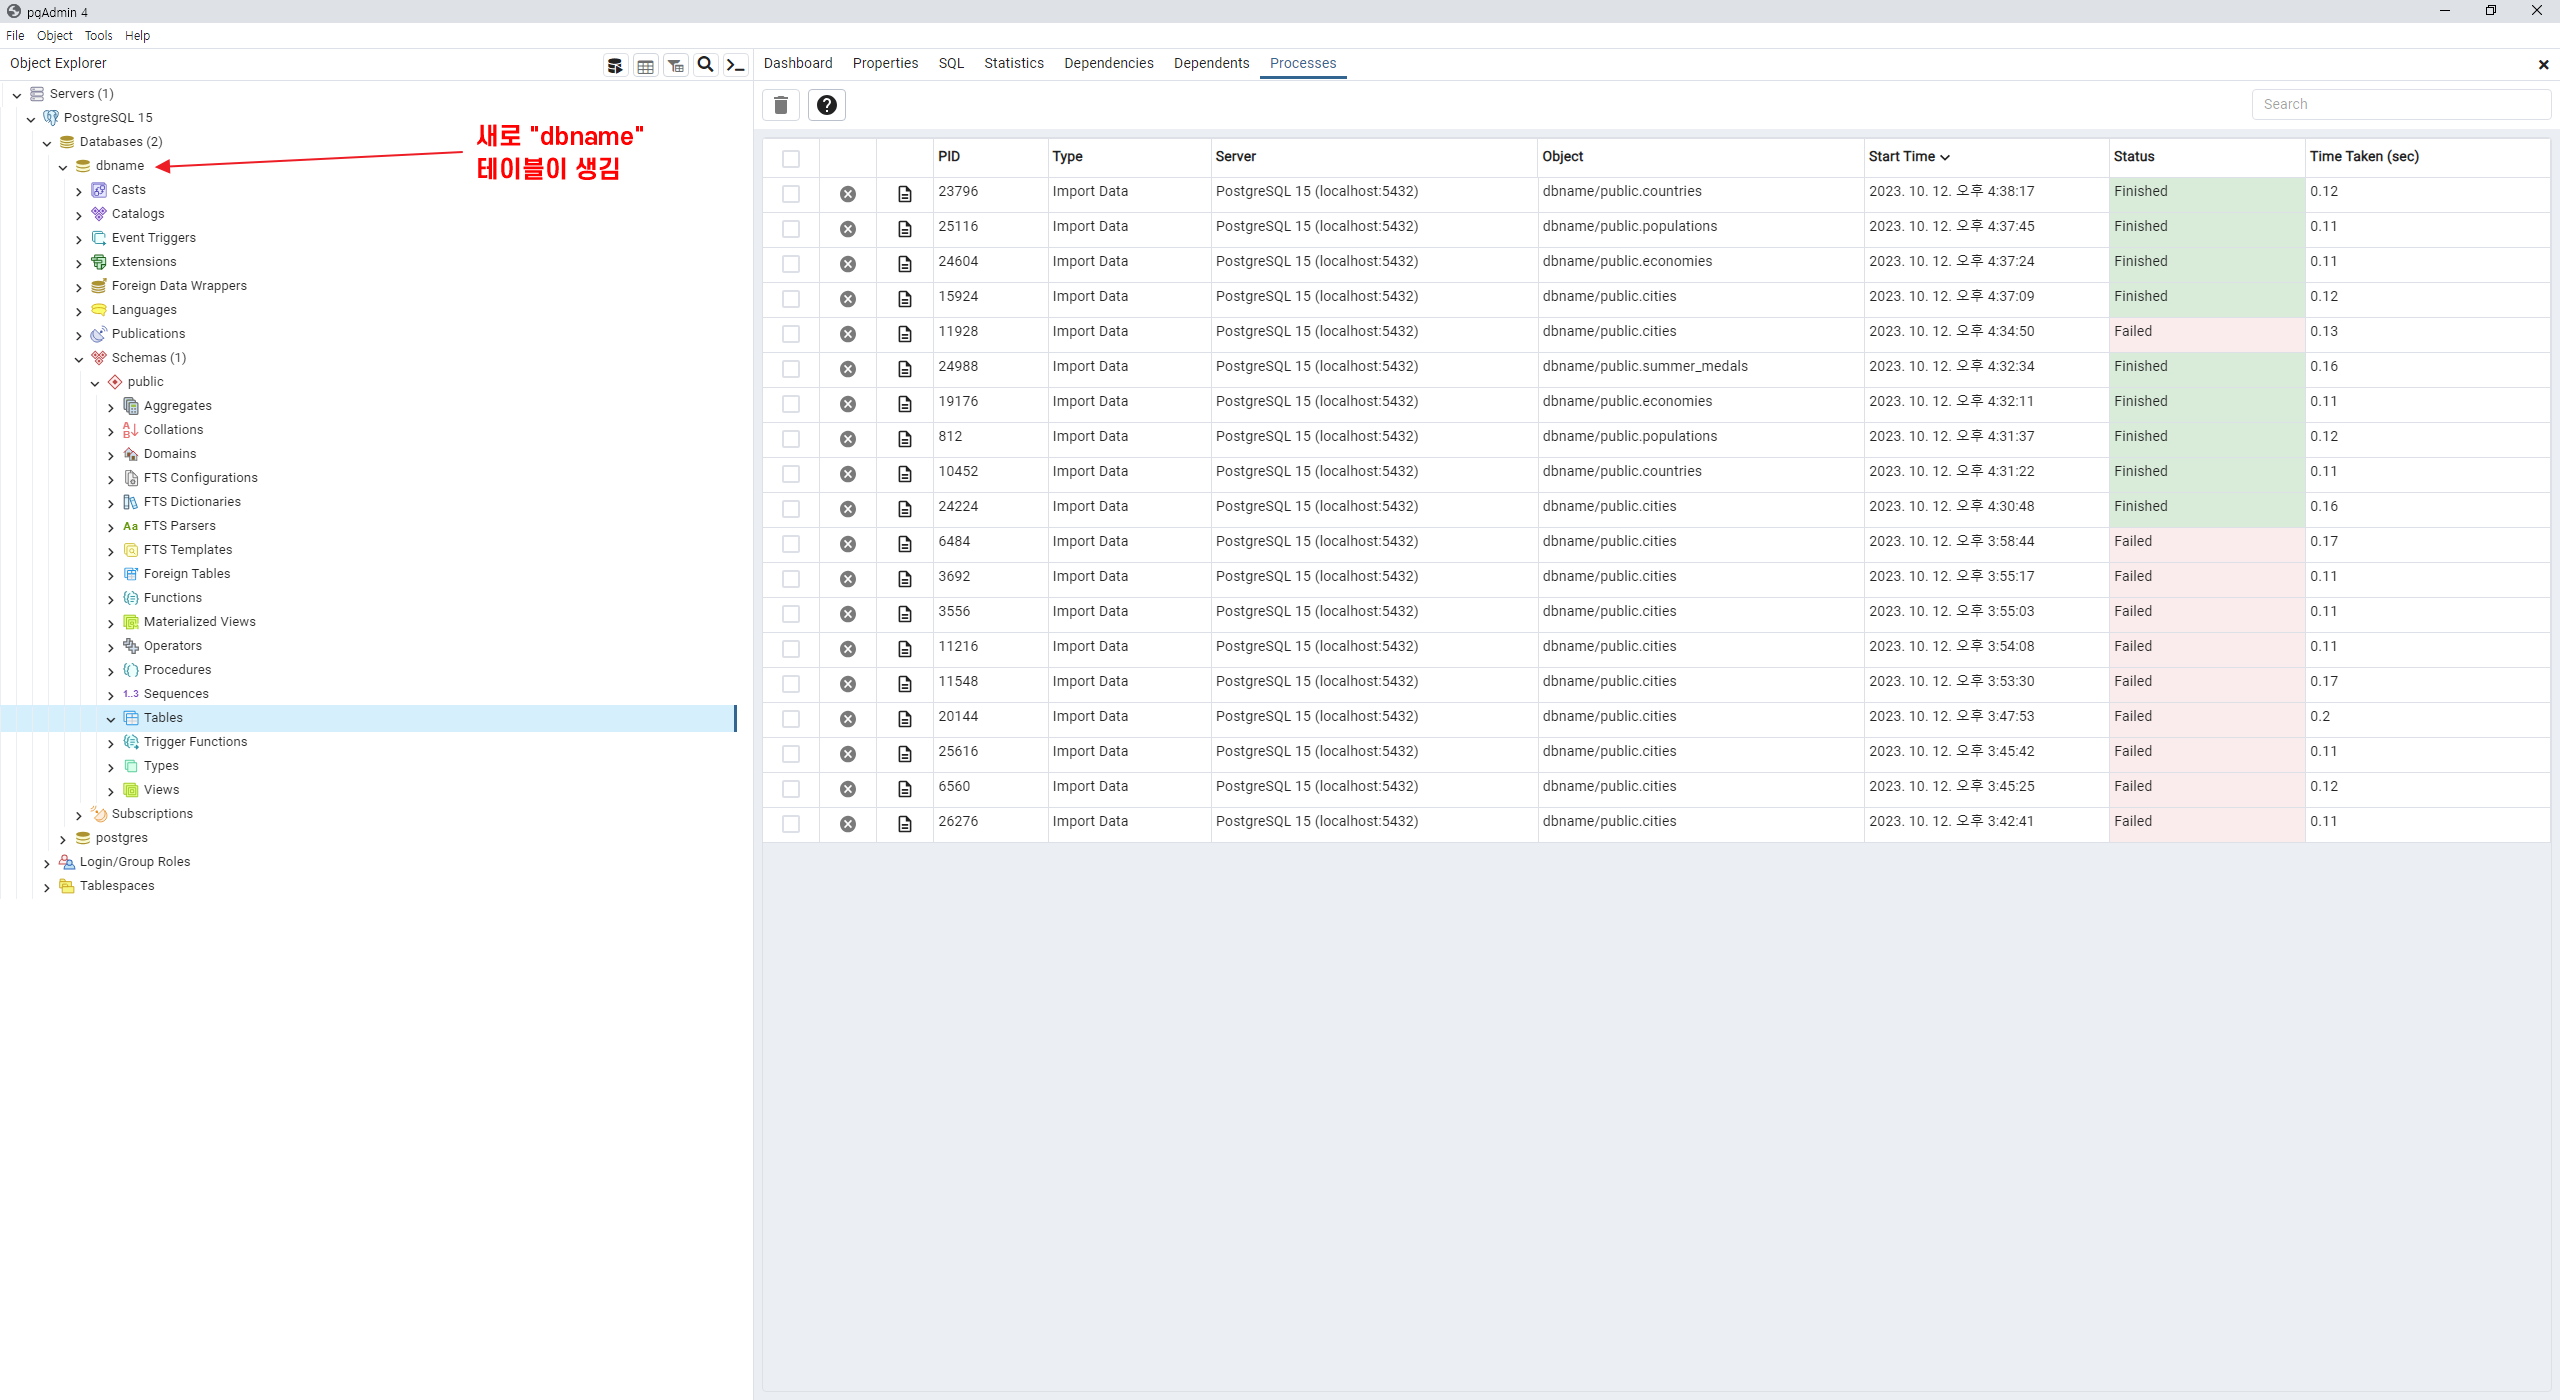 pgAdmin 4
File Object Tools Help
Object Explorer
Dashboard Properties SQL Statistics Dependencies Dependents Processes
Servers (1)
PostgreSQL 15
Databases (2)
dbname
Casts
Catalogs
Event Triggers
Extensions
Foreign Data Wrappers
Languages
Publications
Schemas (1)
public
Aggregates
Collations
Domains
FTS Configurations
FTS Dictionaries
Aa FTS Parsers
FTS Templates
Foreign Tables
Functions
Materialized Views
Operators
Procedures
1..3 Sequences
Tables
Trigger Functions
Types
Views
Subscriptions
postgres
Login/Group Roles
Tablespaces
새로 "dbname"
테이블이 생김
Search
PID Type Server Object Start Time Status Time Taken (sec)
23796 Import Data PostgreSQL 15 (localhost:5432) dbname/public.countries 2023. 10. 12. 오후 4:38:17 Finished 0.12
25116 Import Data PostgreSQL 15 (localhost:5432) dbname/public.populations 2023. 10. 12. 오후 4:37:45 Finished 0.11
24604 Import Data PostgreSQL 15 (localhost:5432) dbname/public.economies 2023. 10. 12. 오후 4:37:24 Finished 0.11
15924 Import Data PostgreSQL 15 (localhost:5432) dbname/public.cities 2023. 10. 12. 오후 4:37:09 Finished 0.12
11928 Import Data PostgreSQL 15 (localhost:5432) dbname/public.cities 2023. 10. 12. 오후 4:34:50 Failed 0.13
24988 Import Data PostgreSQL 15 (localhost:5432) dbname/public.summer_medals 2023. 10. 12. 오후 4:32:34 Finished 0.16
19176 Import Data PostgreSQL 15 (localhost:5432) dbname/public.economies 2023. 10. 12. 오후 4:32:11 Finished 0.11
812 Import Data PostgreSQL 15 (localhost:5432) dbname/public.populations 2023. 10. 12. 오후 4:31:37 Finished 0.12
10452 Import Data PostgreSQL 15 (localhost:5432) dbname/public.countries 2023. 10. 12. 오후 4:31:22 Finished 0.11
24224 Import Data PostgreSQL 15 (localhost:5432) dbname/public.cities 2023. 10. 12. 오후 4:30:48 Finished 0.16
6484 Import Data PostgreSQL 15 (localhost:5432) dbname/public.cities 2023. 10. 12. 오후 3:58:44 Failed 0.17
3692 Import Data PostgreSQL 15 (localhost:5432) dbname/public.cities 2023. 10. 12. 오후 3:55:17 Failed 0.11
3556 Import Data PostgreSQL 15 (localhost:5432) dbname/public.cities 2023. 10. 12. 오후 3:55:03 Failed 0.11
11216 Import Data PostgreSQL 15 (localhost:5432) dbname/public.cities 2023. 10. 12. 오후 3:54:08 Failed 0.11
11548 Import Data PostgreSQL 15 (localhost:5432) dbname/public.cities 2023. 10. 12. 오후 3:53:30 Failed 0.17
20144 Import Data PostgreSQL 15 (localhost:5432) dbname/public.cities 2023. 10. 12. 오후 3:47:53 Failed 0.2
25616 Import Data PostgreSQL 15 (localhost:5432) dbname/public.cities 2023. 10. 12. 오후 3:45:42 Failed 0.11
6560 Import Data PostgreSQL 15 (localhost:5432) dbname/public.cities 2023. 10. 12. 오후 3:45:25 Failed 0.12
26276 Import Data PostgreSQL 15 (localhost:5432) dbname/public.cities 2023. 10. 12. 오후 3:42:41 Failed 0.11